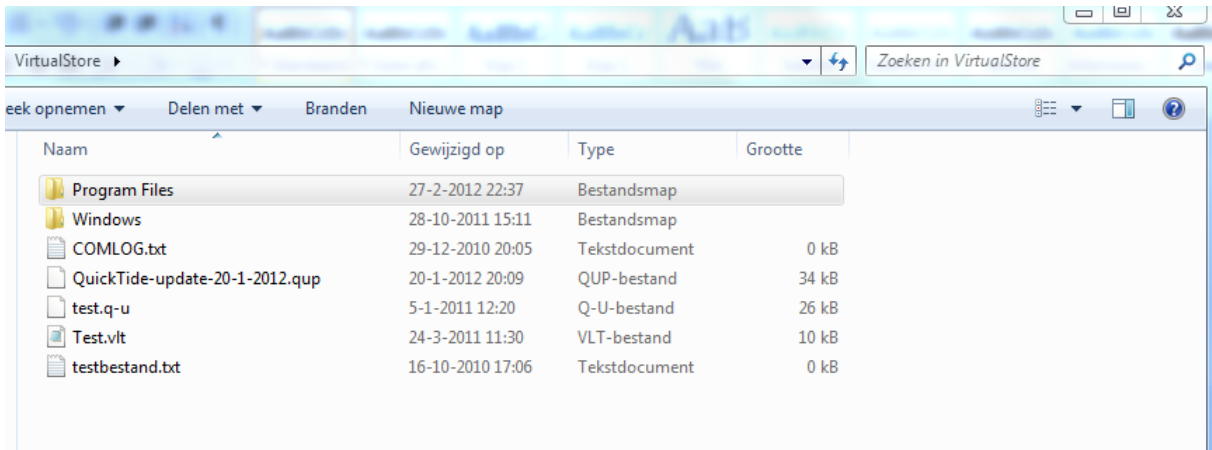 VirtualStore
Zoeken in VirtualStore
eek opnemen Delen met Branden Nieuwe map
Naam Gewijzigd op Type Grootte
Program Files 27-2-2012 22:37 Bestandsmap
Windows 28-10-2011 15:11 Bestandsmap
COMLOG.txt 29-12-2010 20:05 Tekstdocument 0 kB
QuickTide-update-20-1-2012.qup 20-1-2012 20:09 QUP-bestand 34 kB
test.q-u 5-1-2011 12:20 Q-U-bestand 26 kB
Test.vlt 24-3-2011 11:30 VLT-bestand 10 kB
testbestand.txt 16-10-2010 17:06 Tekstdocument 0 kB